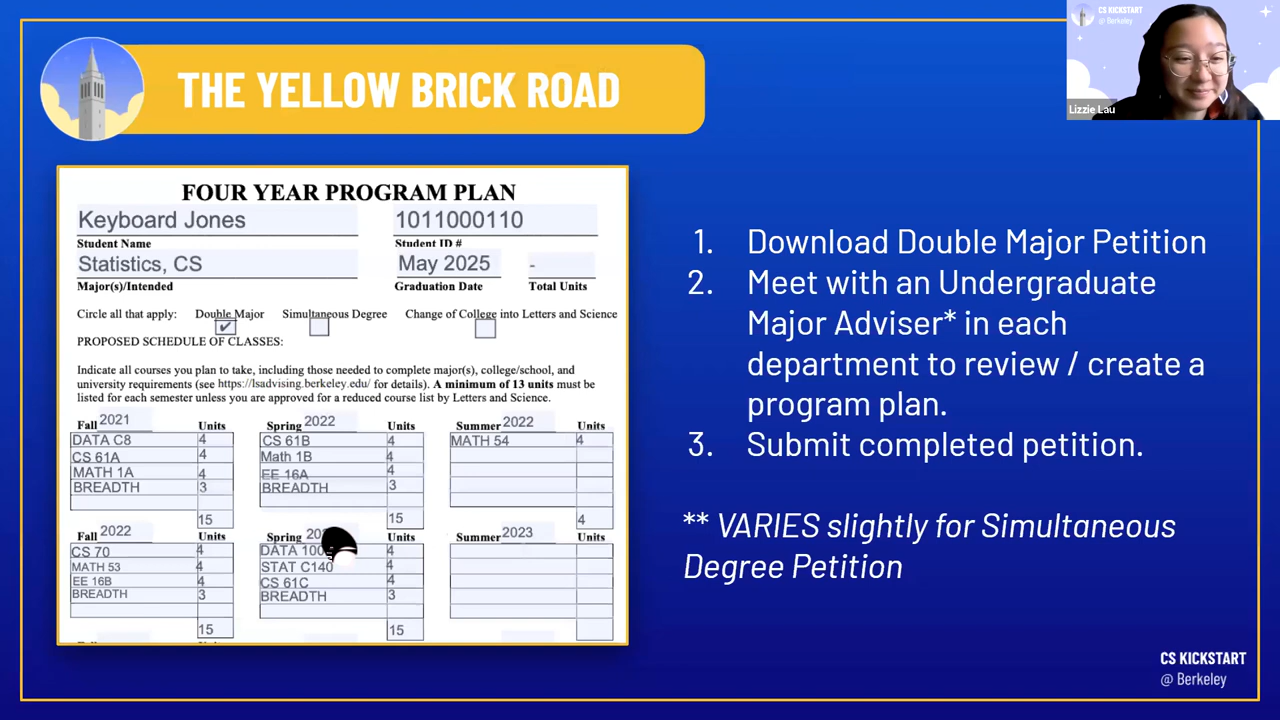 THE YELLOW BRICK ROAD
CS KICKSTART
@ Berkeley
Lizzie Lau
FOUR YEAR PROGRAM PLAN
Keyboard Jones 1011000110
Student Name Student ID #
Statistics, CS May 2025 -
Major(s)/Intended Graduation Date Total Units
Circle all that apply: Double Major Simultaneous Degree Change of College into Letters and Science
PROPOSED SCHEDULE OF CLASSES:
Indicate all courses you plan to take, including those needed to complete major(s), college/school, and
university requirements (see https://lsadvising.berkeley.edu/ for details). A minimum of 13 units must be
listed for each semester unless you are approved for a reduced course list by Letters and Science.
Fall 2021 Units Spring 2022 Units Summer 2022 Units
DATA C8 4 CS 61B 4 MATH 54 4
CS 61A 4 Math 1B 4
MATH 1A 4 EE 16A 4
BREADTH 3 BREADTH 3
15 15 4
Fall 2022 Units Spring Units Summer 2023 Units
CS 70 4 DATA 4
MATH 53 4 STAT C140 4
EE 16B 4 CS 61C 4
BREADTH 3 BREADTH 3
15 15
1. Download Double Major Petition
2. Meet with an Undergraduate
Major Adviser* in each
department to review / create a
program plan.
3. Submit completed petition.
** VARIES slightly for Simultaneous
Degree Petition
CS KICKSTART
@ Berkeley